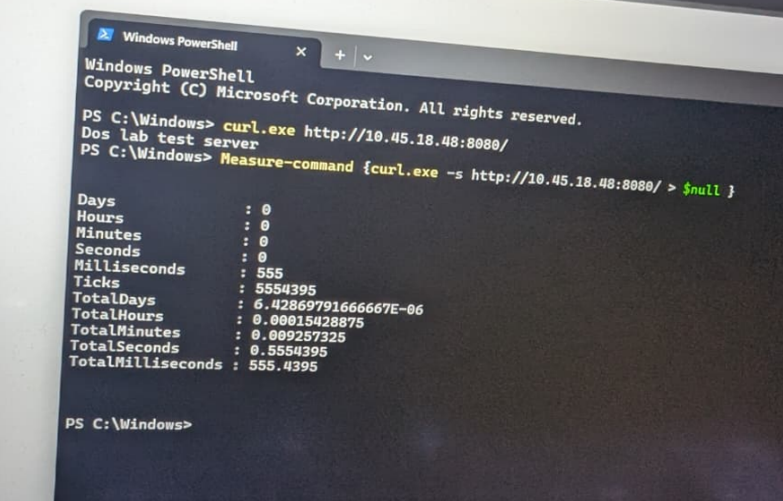 Windows PowerShell
Windows PowerShell
Copyright (C) Microsoft Corporation. All rights reserved.
PS C:\Windows> curl.exe http://10.45.18.48:8080/
Dos lab test server
PS C:\Windows> Measure-command {curl.exe -s http://10.45.18.48:8080/ > $null }
Days : 0
Hours : 0
Minutes : 0
Seconds : 0
Milliseconds : 555
Ticks : 5554395
TotalDays : 6.42869791666667E-06
TotalHours : 0.00015428875
TotalMinutes : 0.009257325
TotalSeconds : 0.5554395
TotalMilliseconds : 555.4395
PS C:\Windows>